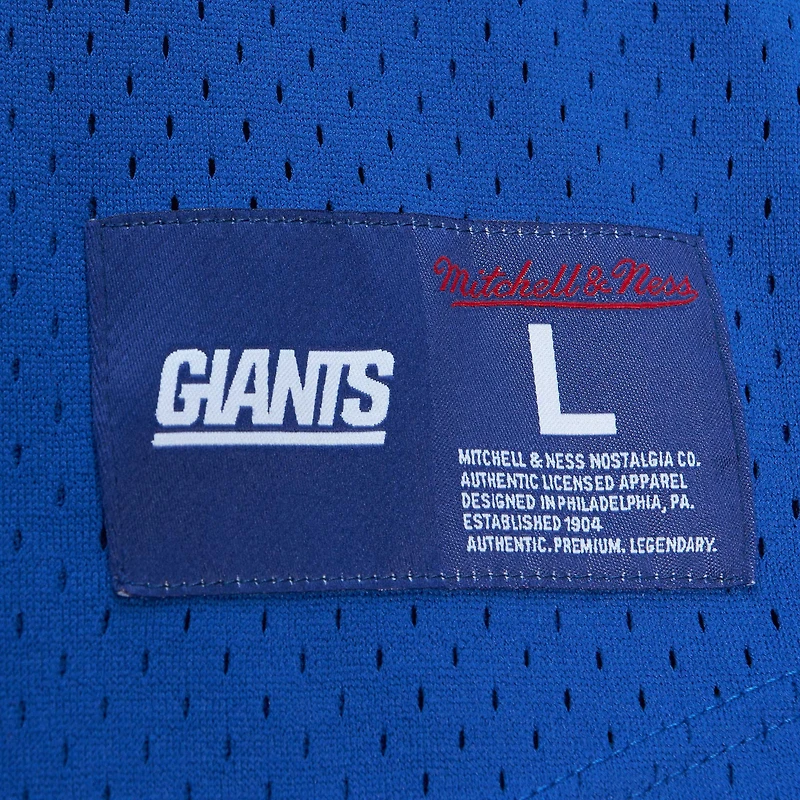 GIANTS
Mitchell & Ness
L
MITCHELL & NESS NOSTALGIA CO.
AUTHENTIC LICENSED APPAREL
DESIGNED IN PHILADELPHIA, PA.
ESTABLISHED 1904
AUTHENTIC. PREMIUM. LEGENDARY.